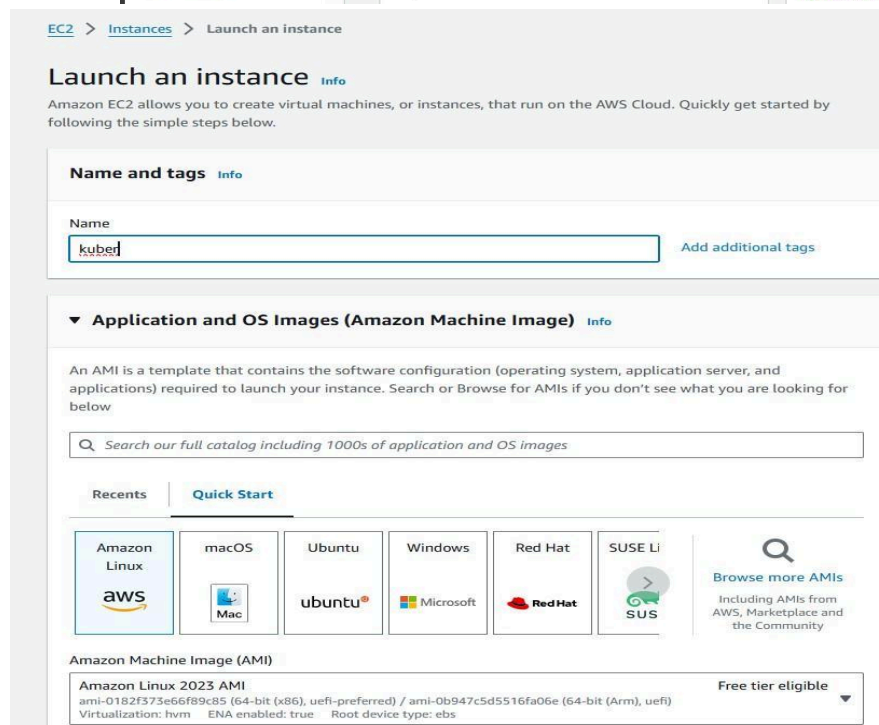 EC2 > Instances > Launch an instance
Launch an instance Info
Amazon EC2 allows you to create virtual machines, or instances, that run on the AWS Cloud. Quickly get started by
following the simple steps below.
Name and tags Info
Name
kuber
Add additional tags
Application and OS Images (Amazon Machine Image) Info
An AMI is a template that contains the software configuration (operating system, application server, and
applications) required to launch your instance. Search or Browse for AMIs if you don't see what you are looking for
below
Search our full catalog including 1000s of application and OS images
Recents Quick Start
Amazon
Linux
aws
macOS
Mac
Ubuntu
ubuntu
Windows
Microsoft
Red Hat
Red Hat
SUSE Li
SUS
Browse more AMIs
Including AMIs from
AWS, Marketplace and
the Community
Amazon Machine Image (AMI)
Amazon Linux 2023 AMI Free tier eligible
ami-0182f373e66f89c85 (64-bit (x86), uefi-preferred) / ami-0b947c5d5516fa06e (64-bit (Arm), uefi)
Virtualization: hvm ENA enabled: true Root device type: ebs